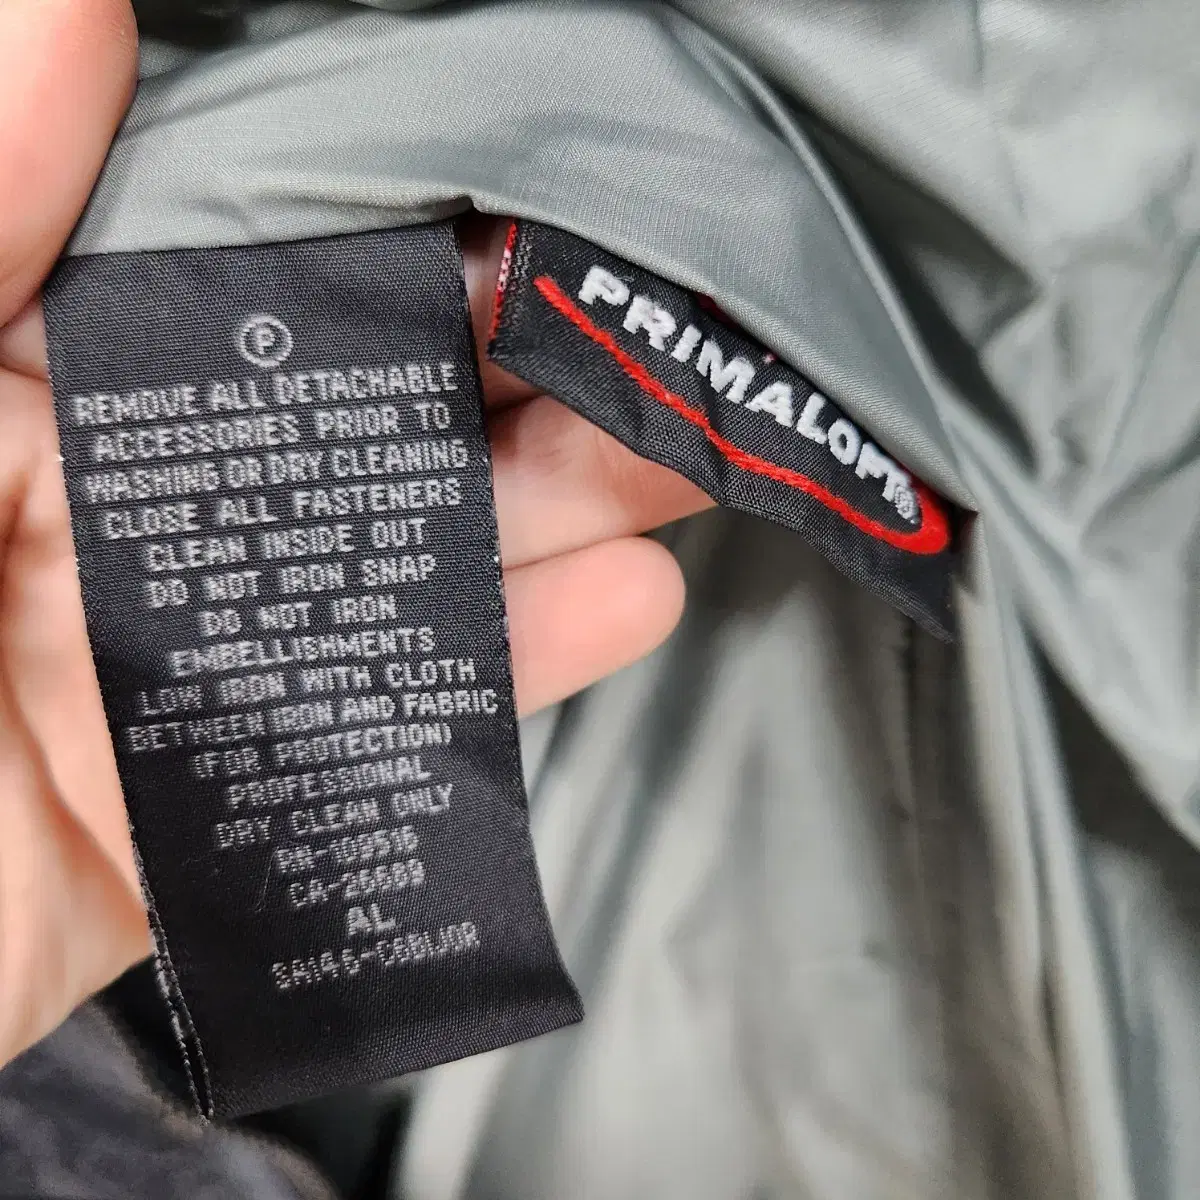 P
REMOVE ALL DETACHABLE
ACCESSORIES PRIOR TO
WASHING OR DRY CLEANING
CLOSE ALL FASTENERS
CLEAN INSIDE OUT
DO NOT IRON SNAP
DO NOT IRON
EMBELLISHMENTS
LOW IRON WITH CLOTH
BETWEEN IRON AND FABRIC
(FOR PROTECTION)
PROFESSIONAL
DRY CLEAN ONLY
AL
PRIMALOFT®